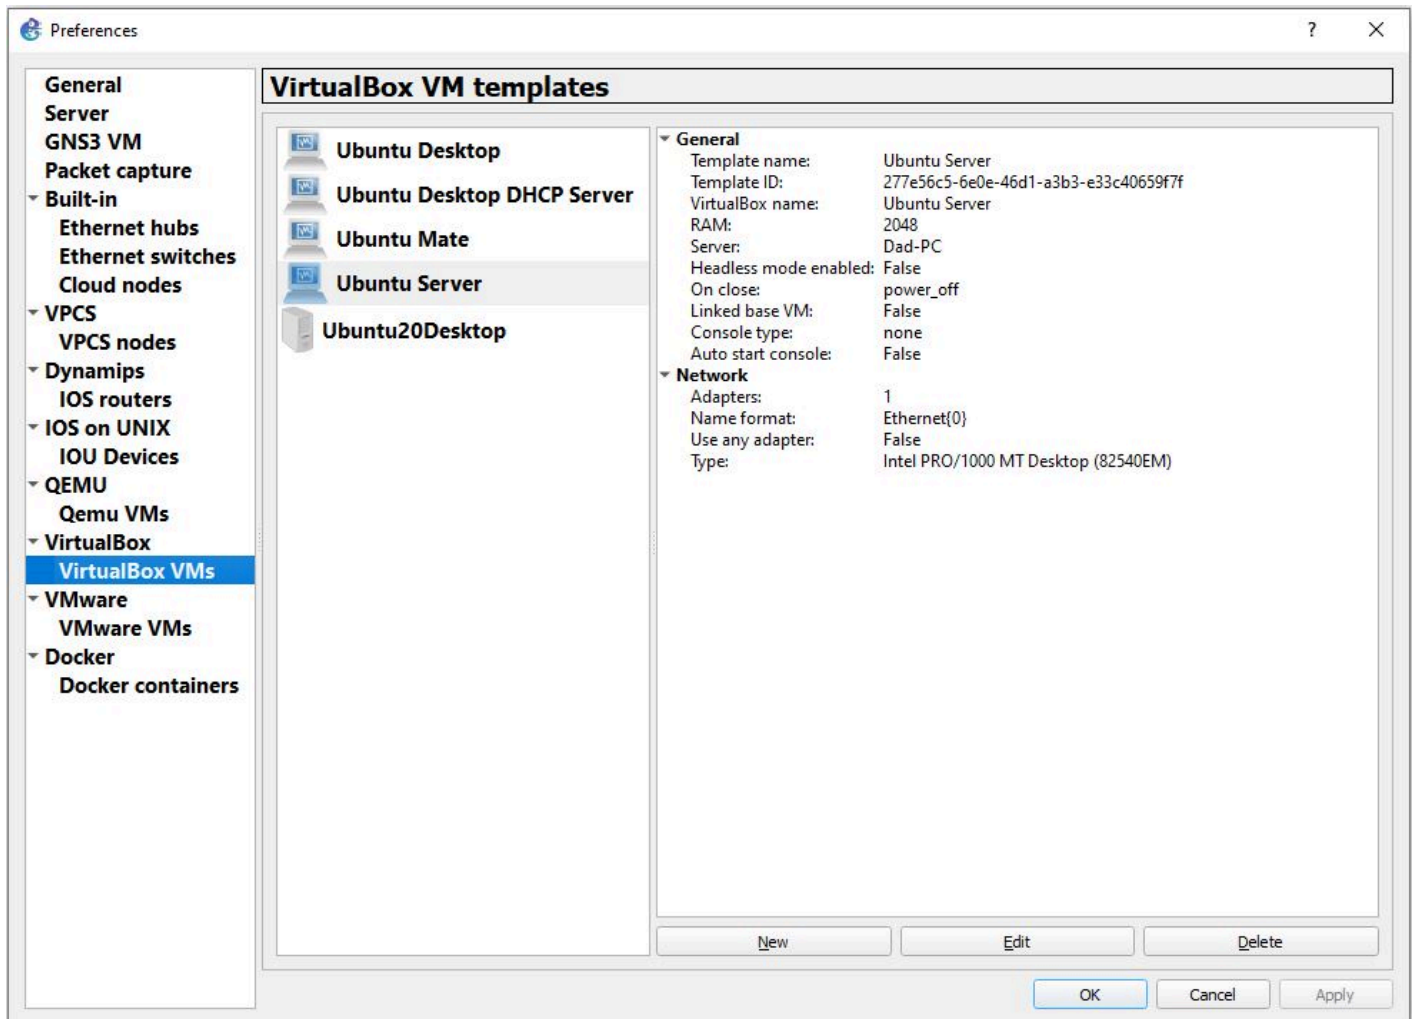 Preferences
?
General
Server
GNS3 VM
Packet capture
Built-in
Ethernet hubs
Ethernet switches
Cloud nodes
VPCS
VPCS nodes
Dynamips
IOS routers
IOS on UNIX
IOU Devices
QEMU
Qemu VMs
VirtualBox
VirtualBox VMs
VMware
VMware VMs
Docker
Docker containers
VirtualBox VM templates
Ubuntu Desktop
Ubuntu Desktop DHCP Server
Ubuntu Mate
Ubuntu Server
Ubuntu20Desktop
General
Template name: Ubuntu Server
Template ID: 277e56c5-6e0e-46d1-a3b3-e33c40659f7f
VirtualBox name: Ubuntu Server
RAM: 2048
Server: Dad-PC
Headless mode enabled: False
On close: power_off
Linked base VM: False
Console type: none
Auto start console: False
Network
Adapters: 1
Name format: Ethernet{0}
Use any adapter: False
Type: Intel PRO/1000 MT Desktop (82540EM)
New Edit Delete
OK Cancel Apply